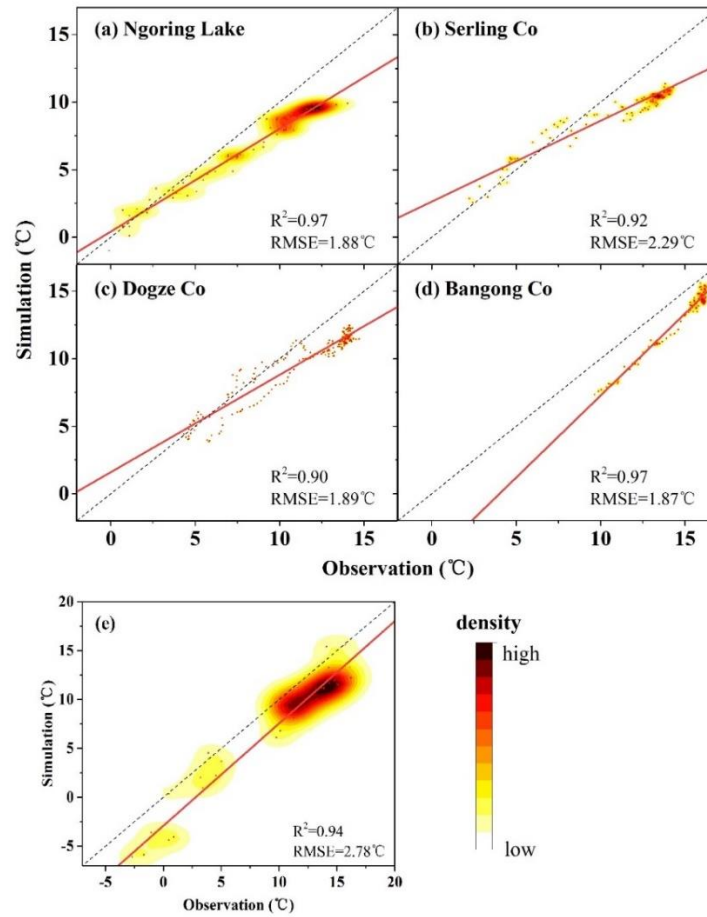 (a) Ngoring Lake
(b) Serling Co
15
10
5
0
R²=0.97
RMSE=1.88℃
R²=0.92
RMSE=2.29℃
Simulation (℃)
(c) Dogze Co
(d) Bangong Co
15
10
5
0
R²=0.90
RMSE=1.89℃
R²=0.97
RMSE=1.87℃
0 5 10 15 0 5 10 15
Observation (℃)
(e)
20
15
10
5
0
-5
Simulation (℃)
R²=0.94
RMSE=2.78℃
-5 0 5 10 15 20
Observation (℃)
density
high
low